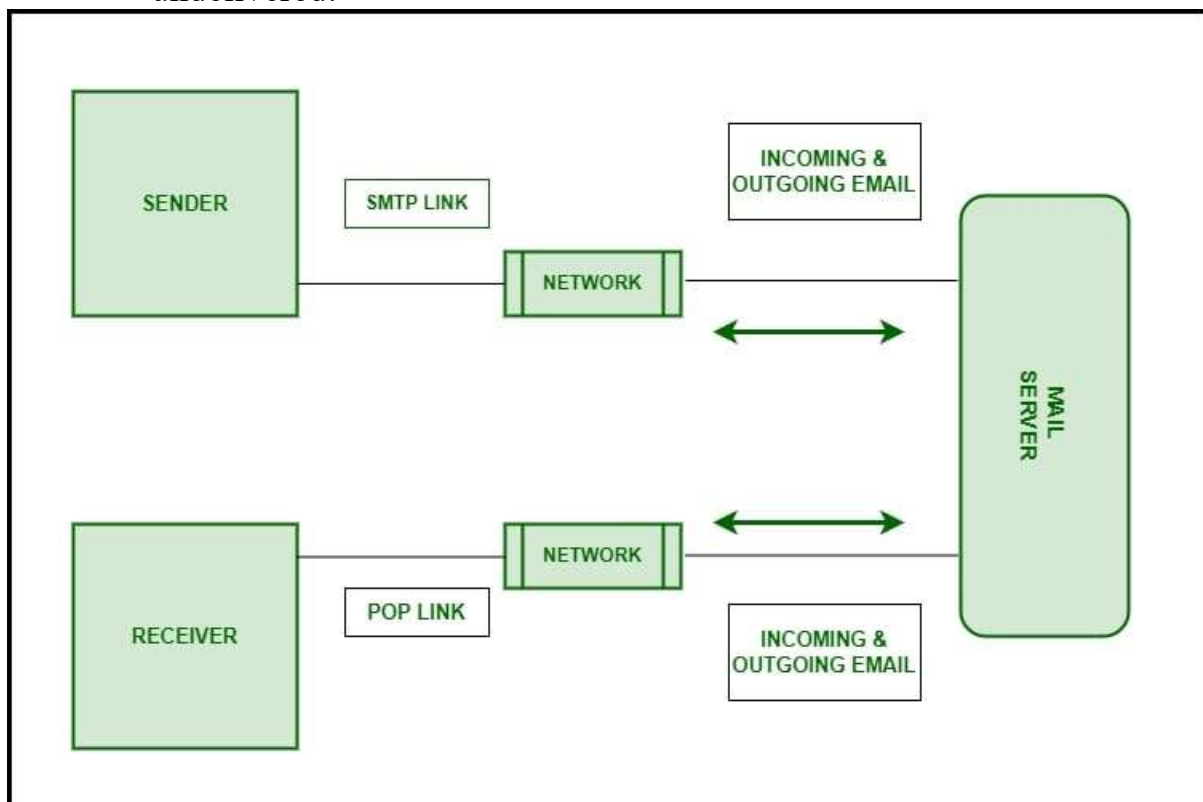 INCOMING &
OUTGOING EMAIL
SENDER
SMTP LINK
NETWORK
MAIL
SERVER
NETWORK
POP LINK
RECEIVER
INCOMING &
OUTGOING EMAIL